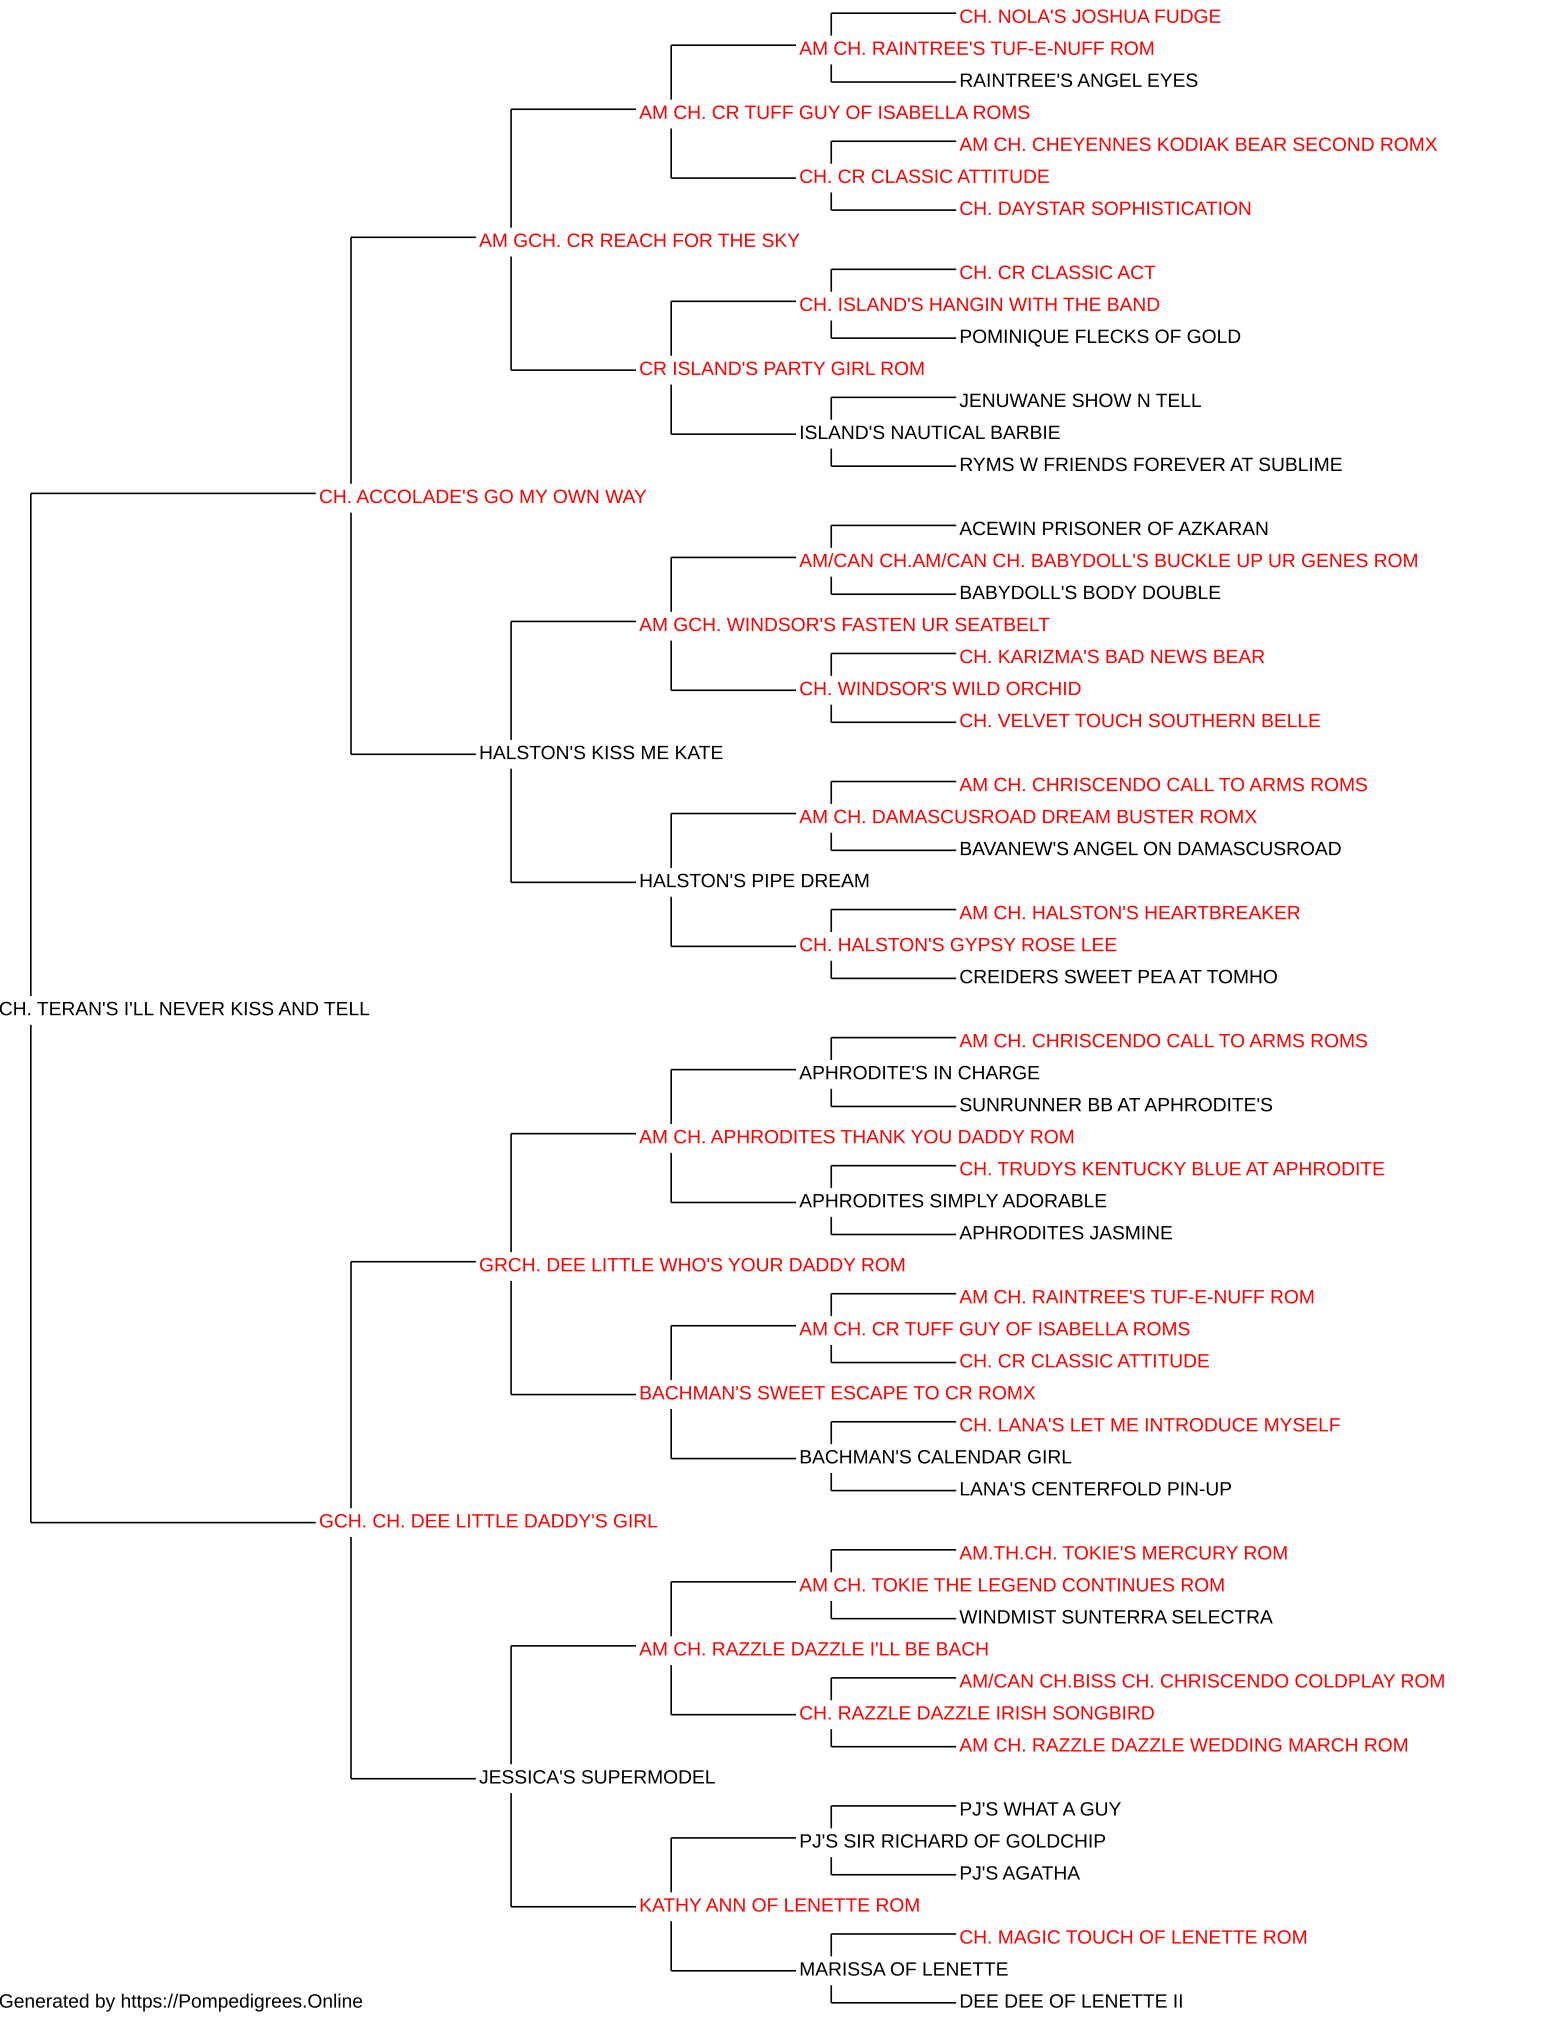 CH. NOLA'S JOSHUA FUDGE
AM CH. RAINTREE'S TUF-E-NUFF ROM
RAINTREE'S ANGEL EYES
AM CH. CR TUFF GUY OF ISABELLA ROMS
AM CH. CHEYENNES KODIAK BEAR SECOND ROMX
CH. CR CLASSIC ATTITUDE
CH. DAYSTAR SOPHISTICATION
AM GCH. CR REACH FOR THE SKY
CH. CR CLASSIC ACT
CH. ISLAND'S HANGIN WITH THE BAND
POMINIQUE FLECKS OF GOLD
CR ISLAND'S PARTY GIRL ROM
JENUWANE SHOW N TELL
ISLAND'S NAUTICAL BARBIE
RYMS W FRIENDS FOREVER AT SUBLIME
CH. ACCOLADE'S GO MY OWN WAY
ACEWIN PRISONER OF AZKARAN
AM/CAN CH.AM/CAN CH. BABYDOLL'S BUCKLE UP UR GENES ROM
BABYDOLL'S BODY DOUBLE
AM GCH. WINDSOR'S FASTEN UR SEATBELT
CH. KARIZMA'S BAD NEWS BEAR
CH. WINDSOR'S WILD ORCHID
CH. VELVET TOUCH SOUTHERN BELLE
HALSTON'S KISS ME KATE
AM CH. CHRISCENDO CALL TO ARMS ROMS
AM CH. DAMASCUSROAD DREAM BUSTER ROMX
BAVANEW'S ANGEL ON DAMASCUSROAD
HALSTON'S PIPE DREAM
AM CH. HALSTON'S HEARTBREAKER
CH. HALSTON'S GYPSY ROSE LEE
CREIDERS SWEET PEA AT TOMHO
CH. TERAN'S I'LL NEVER KISS AND TELL
AM CH. CHRISCENDO CALL TO ARMS ROMS
APHRODITE'S IN CHARGE
SUNRUNNER BB AT APHRODITE'S
AM CH. APHRODITES THANK YOU DADDY ROM
CH. TRUDYS KENTUCKY BLUE AT APHRODITE
APHRODITES SIMPLY ADORABLE
APHRODITES JASMINE
GRCH. DEE LITTLE WHO'S YOUR DADDY ROM
AM CH. RAINTREE'S TUF-E-NUFF ROM
AM CH. CR TUFF GUY OF ISABELLA ROMS
CH. CR CLASSIC ATTITUDE
BACHMAN'S SWEET ESCAPE TO CR ROMX
CH. LANA'S LET ME INTRODUCE MYSELF
BACHMAN'S CALENDAR GIRL
LANA'S CENTERFOLD PIN-UP
GCH. CH. DEE LITTLE DADDY'S GIRL
AM.TH.CH. TOKIE'S MERCURY ROM
AM CH. TOKIE THE LEGEND CONTINUES ROM
WINDMIST SUNTERRA SELECTRA
AM CH. RAZZLE DAZZLE I'LL BE BACH
AM/CAN CH.BISS CH. CHRISCENDO COLDPLAY ROM
CH. RAZZLE DAZZLE IRISH SONGBIRD
AM CH. RAZZLE DAZZLE WEDDING MARCH ROM
JESSICA'S SUPERMODEL
PJ'S WHAT A GUY
PJ'S SIR RICHARD OF GOLDCHIP
PJ'S AGATHA
KATHY ANN OF LENETTE ROM
CH. MAGIC TOUCH OF LENETTE ROM
MARISSA OF LENETTE
DEE DEE OF LENETTE II
Generated by https://Pompedigrees.Online